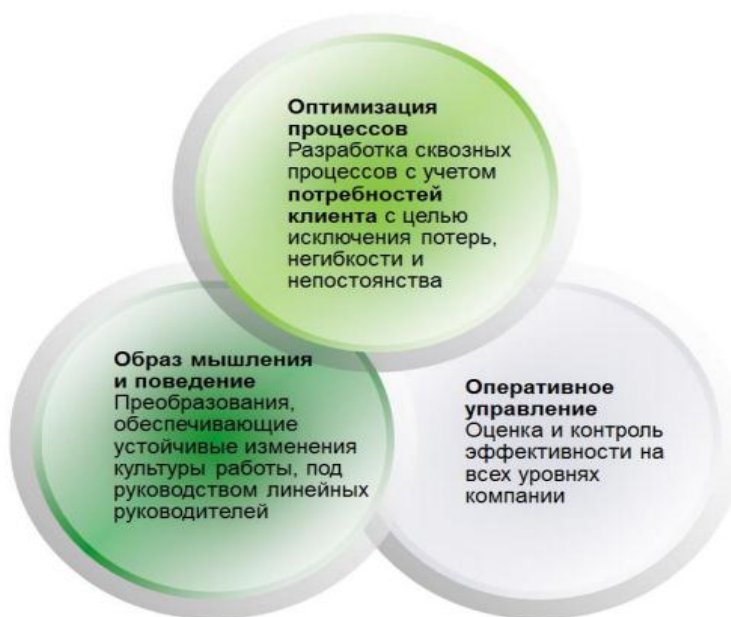 Оптимизация
процессов
Разработка сквозных
процессов с учетом
потребностей
клиента с целью
исключения потерь,
негибкости и
непостоянства
Образ мышления
и поведение
Преобразования,
обеспечивающие
устойчивые изменения
культуры работы, под
руководством линейных
руководителей
Оперативное
управление
Оценка и контроль
эффективности на
всех уровнях
компании